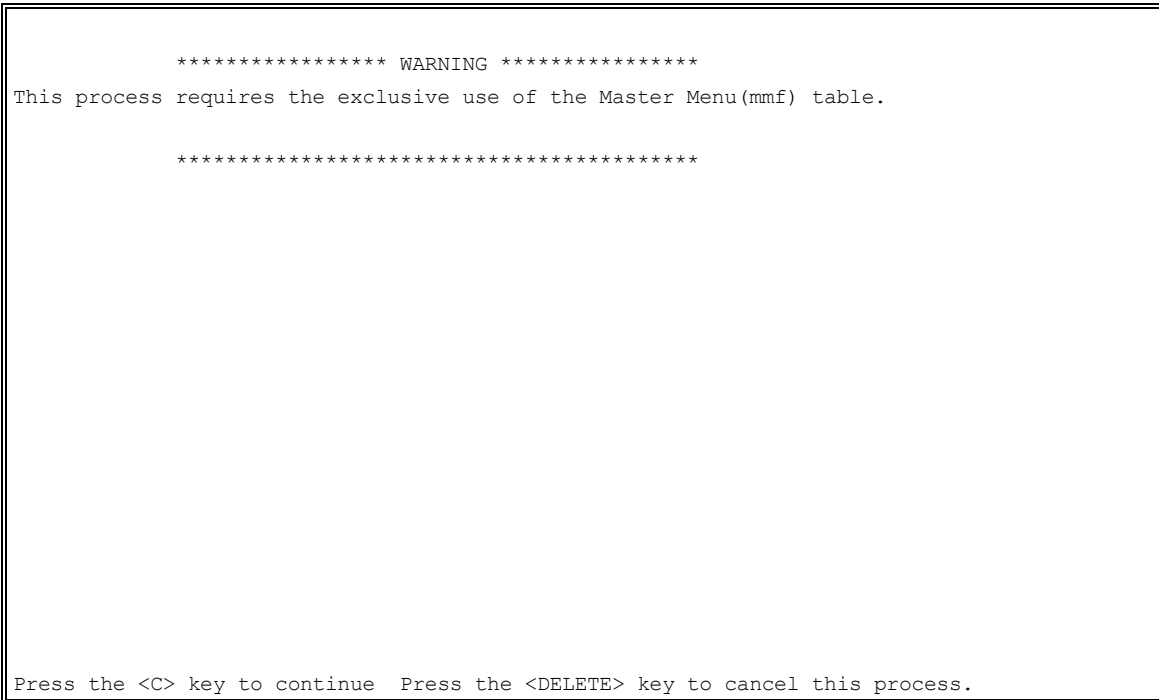 ***************** WARNING ****************
This process requires the exclusive use of the Master Menu(mmf) table.
******************************************
Press the <C> key to continue  Press the <DELETE> key to cancel this process.